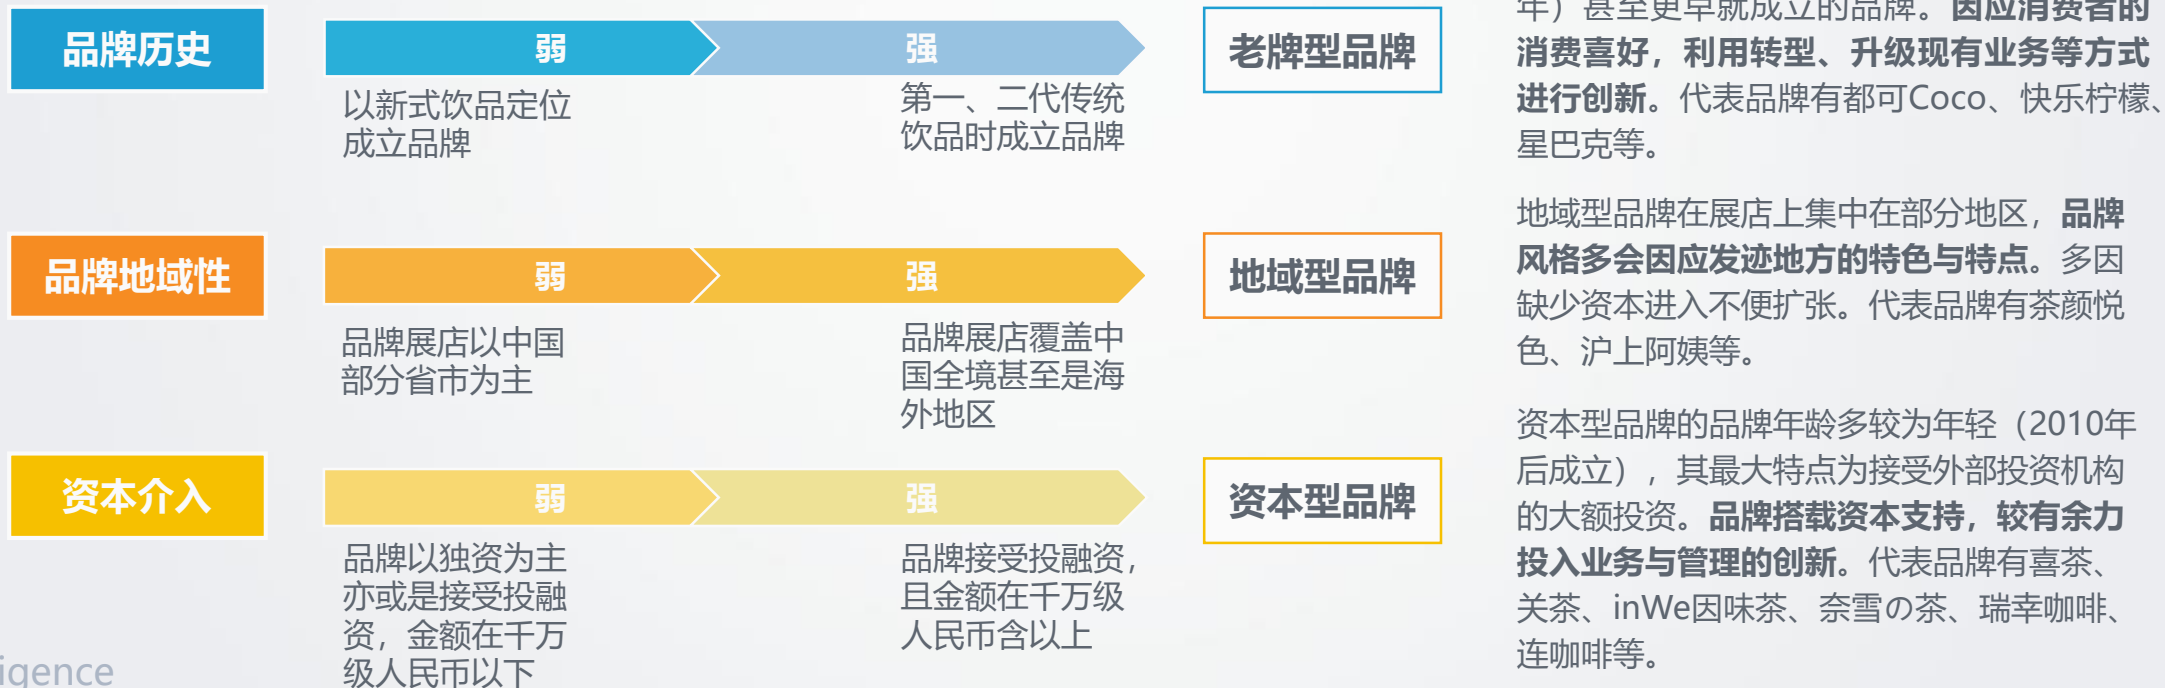 品牌历史
弱
强
以新式饮品定位
成立品牌
第一、二代传统
饮品时成立品牌
老牌型品牌
年）甚至更早就成立的品牌。因应消费者的
消费喜好，利用转型、升级现有业务等方式
进行创新。代表品牌有都可Coco、快乐柠檬、
星巴克等。
品牌地域性
弱
强
品牌展店以中国
部分省市为主
品牌展店覆盖中
国全境甚至是海
外地区
地域型品牌
地域型品牌在展店上集中在部分地区，品牌
风格多会因应发迹地方的特色与特点。多因
缺少资本进入不便扩张。代表品牌有茶颜悦
色、沪上阿姨等。
资本介入
弱
强
品牌以独资为主
亦或是接受投融
资，金额在千万
级人民币以下
品牌接受投融资，
且金额在千万级
人民币含以上
资本型品牌
资本型品牌的品牌年龄多较为年轻（2010年
后成立），其最大特点为接受外部投资机构
的大额投资。品牌搭载资本支持，较有余力
投入业务与管理的创新。代表品牌有喜茶、
关茶、inWe因味茶、奈雪の茶、瑞幸咖啡、
连咖啡等。
igence